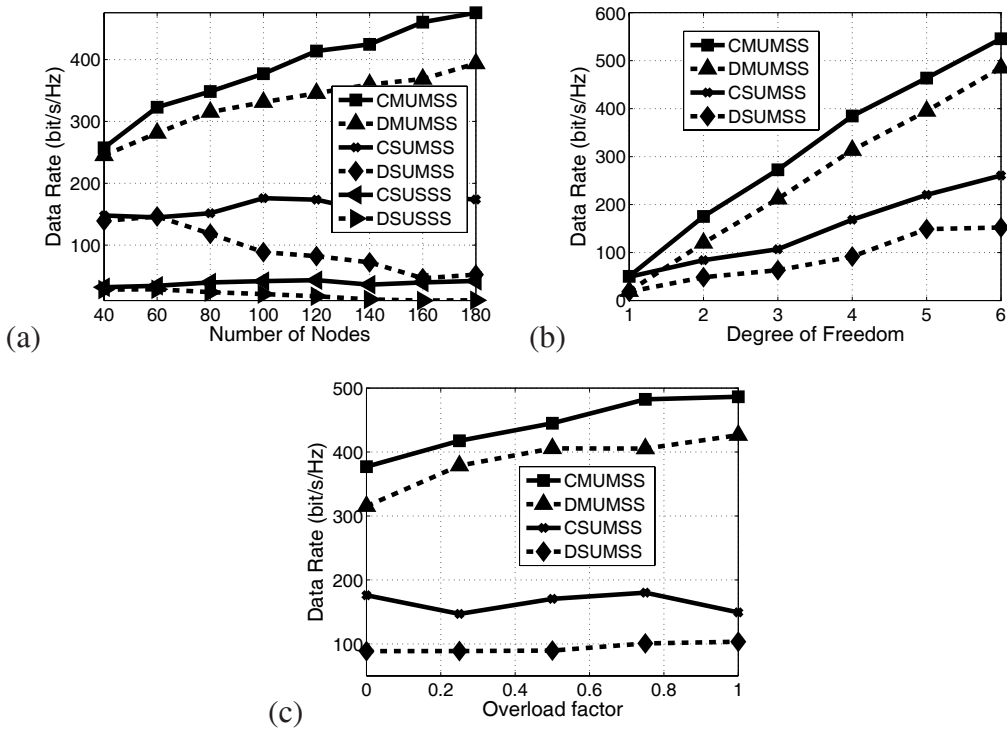 400
300
200
100
Data Rate (bit/s/Hz)
CMUMSS
DMUMSS
CSUMSS
DSUMSS
CSUSSS
DSUSSS
40 60 80 100 120 140 160 180
Number of Nodes
(a)
600
500
400
300
200
100
0
Data Rate (bit/s/Hz)
CMUMSS
DMUMSS
CSUMSS
DSUMSS
1 2 3 4 5 6
Degree of Freedom
(b)
500
400
300
200
100
Data Rate (bit/s/Hz)
CMUMSS
DMUMSS
CSUMSS
DSUMSS
0 0.2 0.4 0.6 0.8 1
Overload factor
(c)